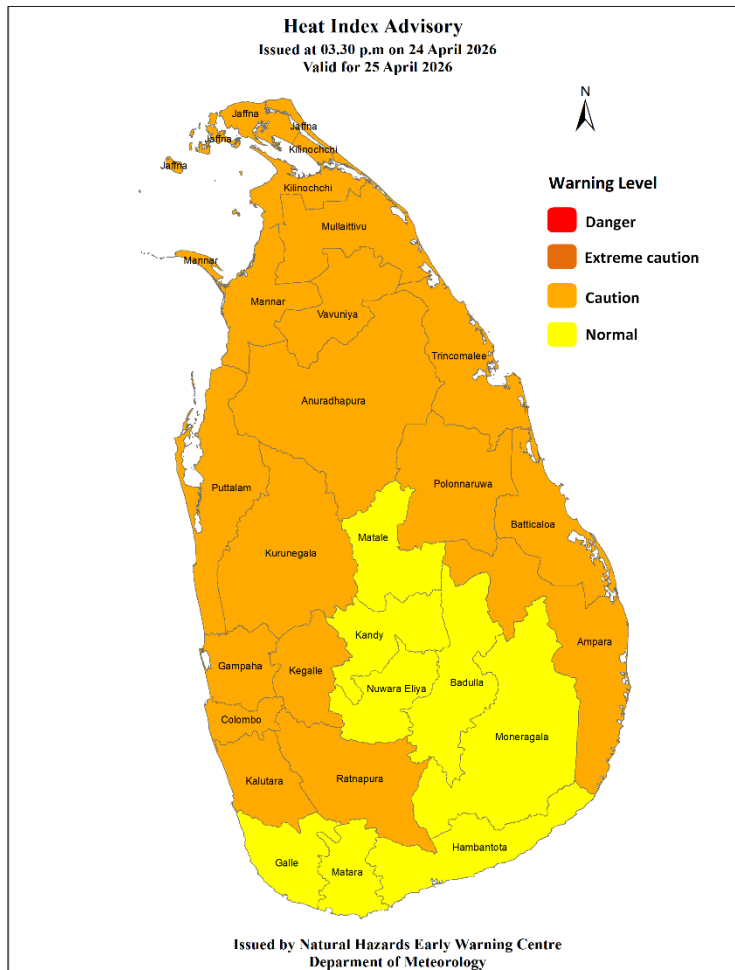 Heat Index Advisory
Issued at 03.30 p.m on 24 April 2026
Valid for 25 April 2026
N
Warning Level
Danger
Extreme caution
Caution
Normal
Jaffna
Jaffna
Jaffna
Kilinochchi
Jaffna
Kilinochchi
Mullaittivu
Mannar
Mannar
Vavuniya
Trincomalee
Anuradhapura
Polonnaruwa
Puttalam
Batticaloa
Matale
Kurunegala
Kandy
Ampara
Gampaha
Kegalle
Nuwara Eliya
Badulla
Colombo
Moneragala
Kalutara
Ratnapura
Hambantota
Galle
Matara
Issued by Natural Hazards Early Warning Centre
Deparment of Meteorology